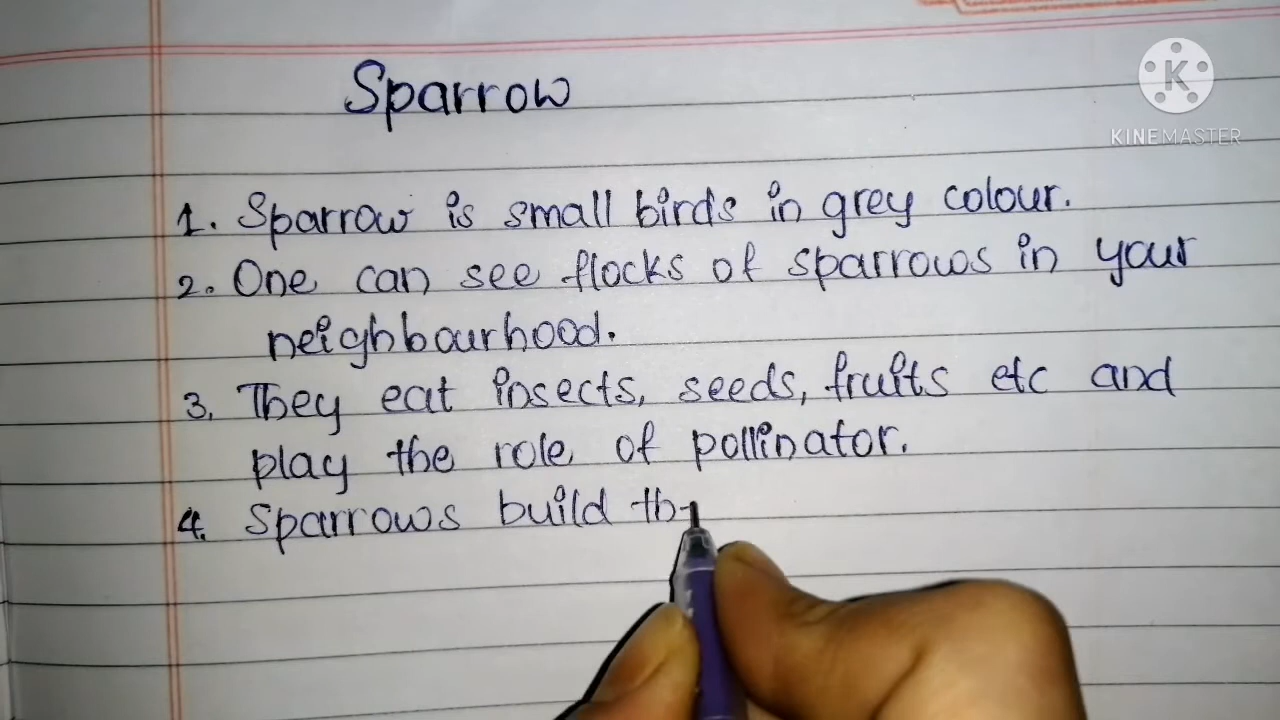 Sparrow
KINEMASTER
1. Sparrow is small birds in grey colour.
2. One can see flocks of sparrows in your
neighbourhood.
3. They eat insects, seeds, fruits etc and
play the role of pollinator.
4. Sparrows build th